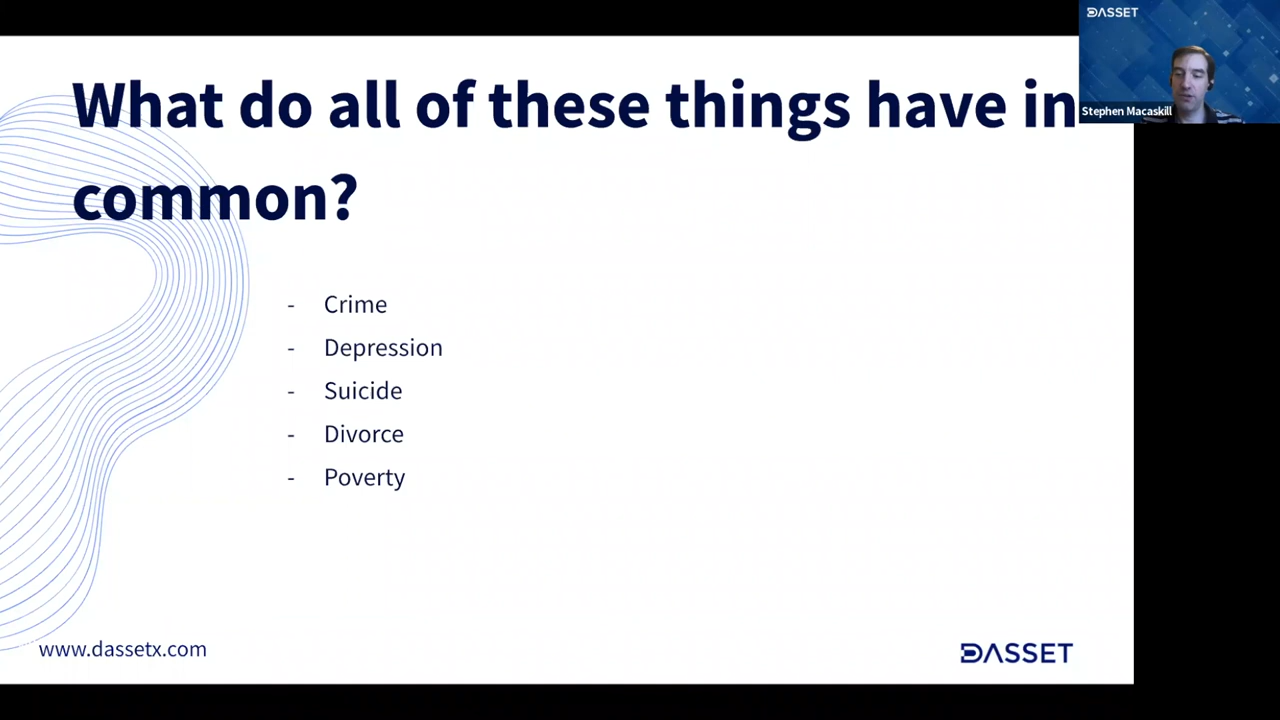 DASSET
Stephen Macaskill
What do all of these things have in
common?
- Crime
- Depression
- Suicide
- Divorce
- Poverty
www.dassetx.com
DASSET